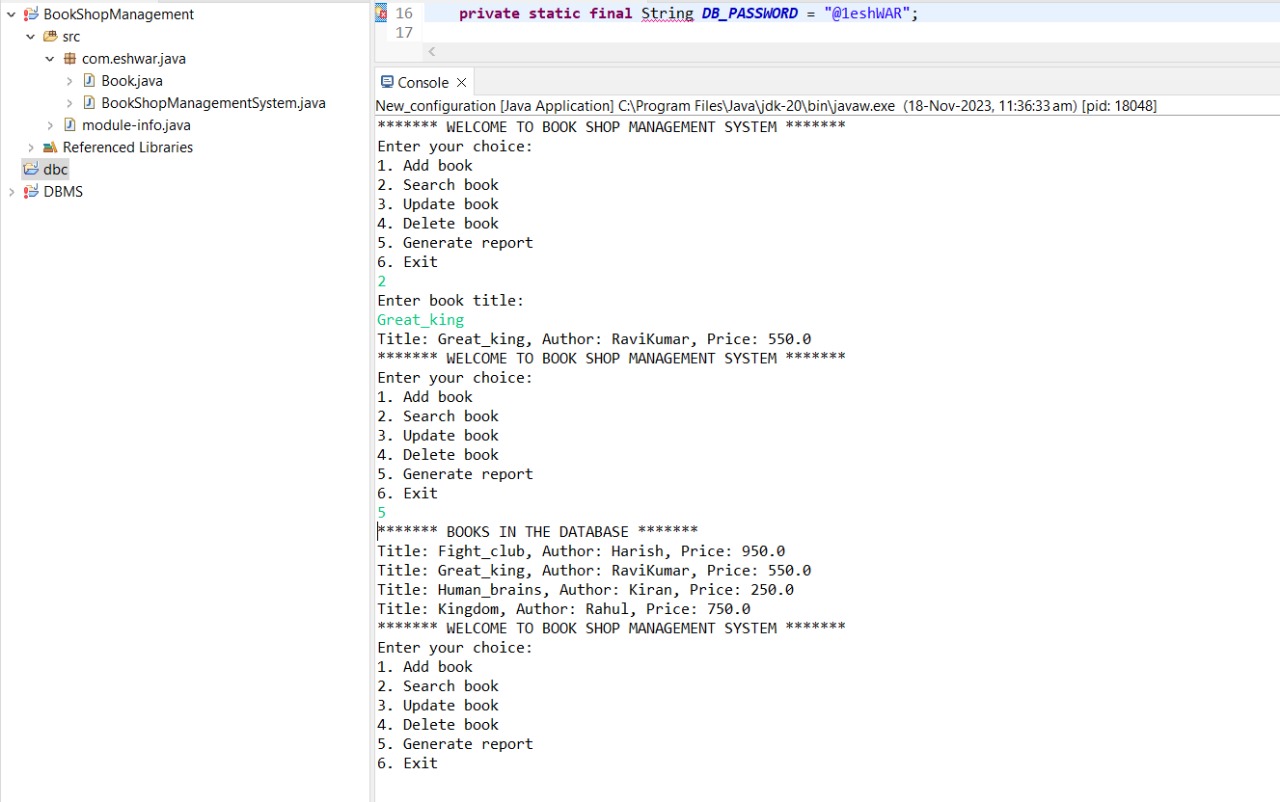 BookShopManagement
src
com.eshwar.java
Book.java
BookShopManagementSystem.java
module-info.java
Referenced Libraries
dbc
DBMS
16 private static final String DB_PASSWORD = "@1eshWAR";
17
Console
New_configuration [Java Application] C:\Program Files\Java\jdk-20\bin\javaw.exe (18-Nov-2023, 11:36:33 am) [pid: 18048]
******* WELCOME TO BOOK SHOP MANAGEMENT SYSTEM *******
Enter your choice:
1. Add book
2. Search book
3. Update book
4. Delete book
5. Generate report
6. Exit
2
Enter book title:
Great_king
Title: Great_king, Author: RaviKumar, Price: 550.0
******* WELCOME TO BOOK SHOP MANAGEMENT SYSTEM *******
Enter your choice:
1. Add book
2. Search book
3. Update book
4. Delete book
5. Generate report
6. Exit
5
******* BOOKS IN THE DATABASE *******
Title: Fight_club, Author: Harish, Price: 950.0
Title: Great_king, Author: RaviKumar, Price: 550.0
Title: Human_brains, Author: Kiran, Price: 250.0
Title: Kingdom, Author: Rahul, Price: 750.0
******* WELCOME TO BOOK SHOP MANAGEMENT SYSTEM *******
Enter your choice:
1. Add book
2. Search book
3. Update book
4. Delete book
5. Generate report
6. Exit